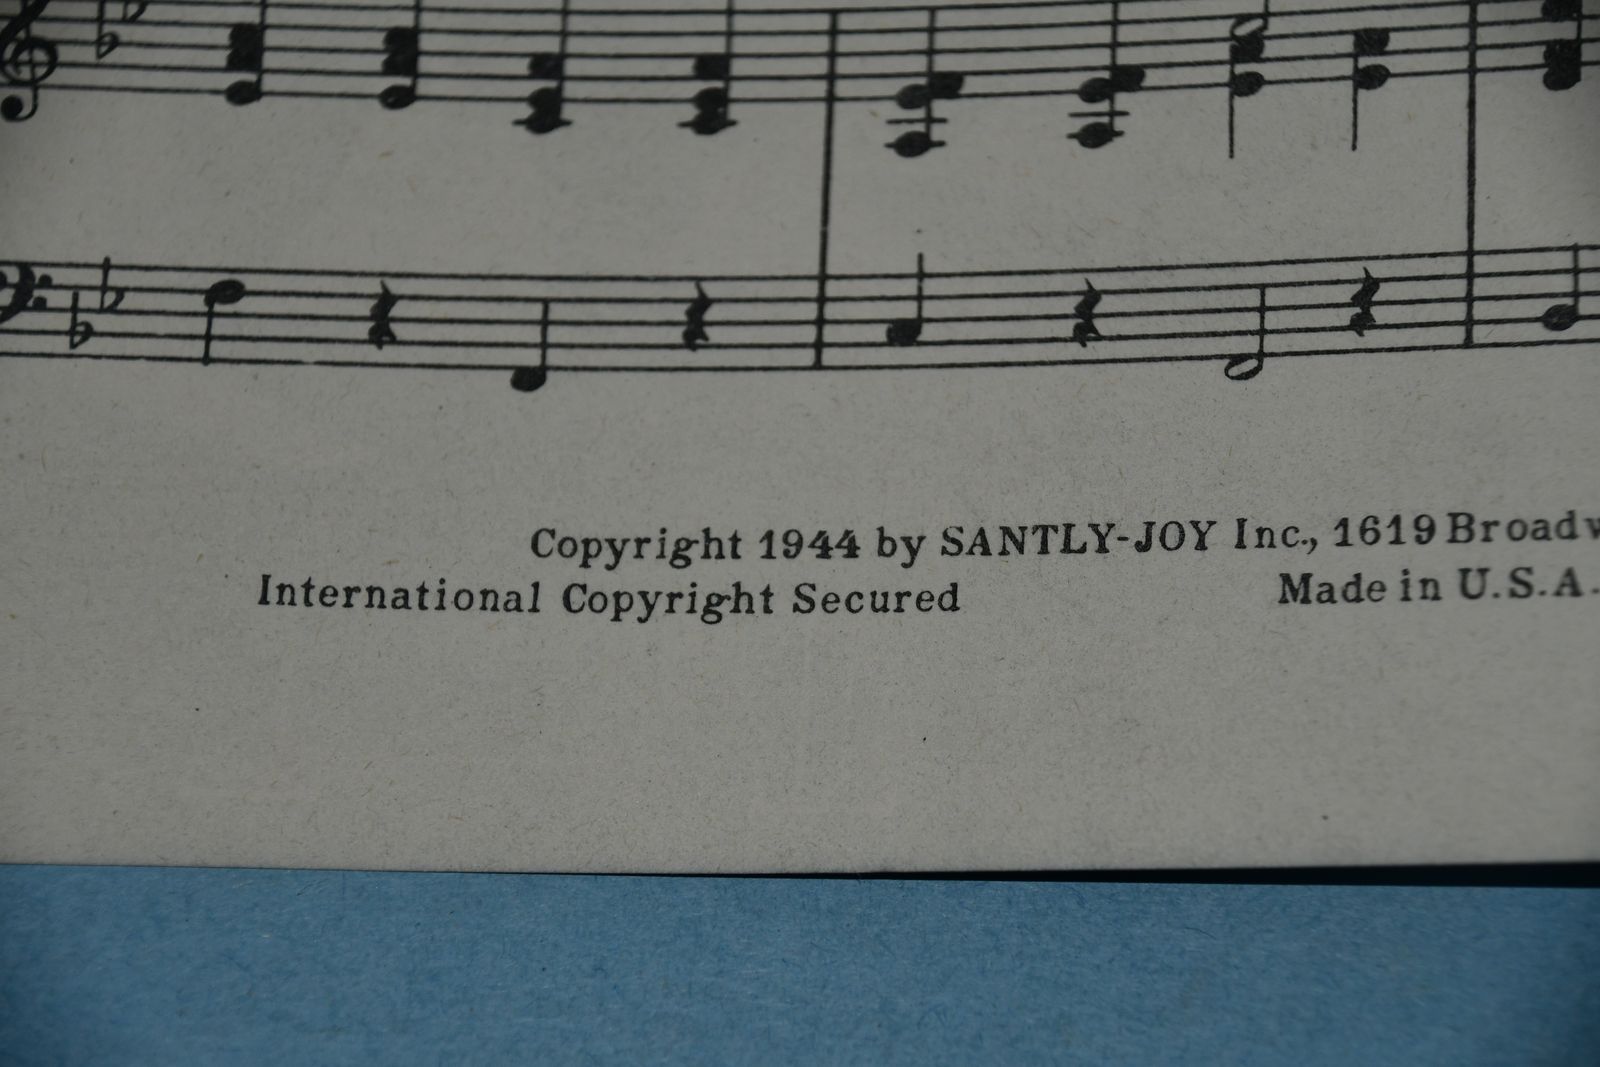 Copyright 1944 by SANTLY-JOY Inc., 1619
International Copyright Secured Made in U.S.A.